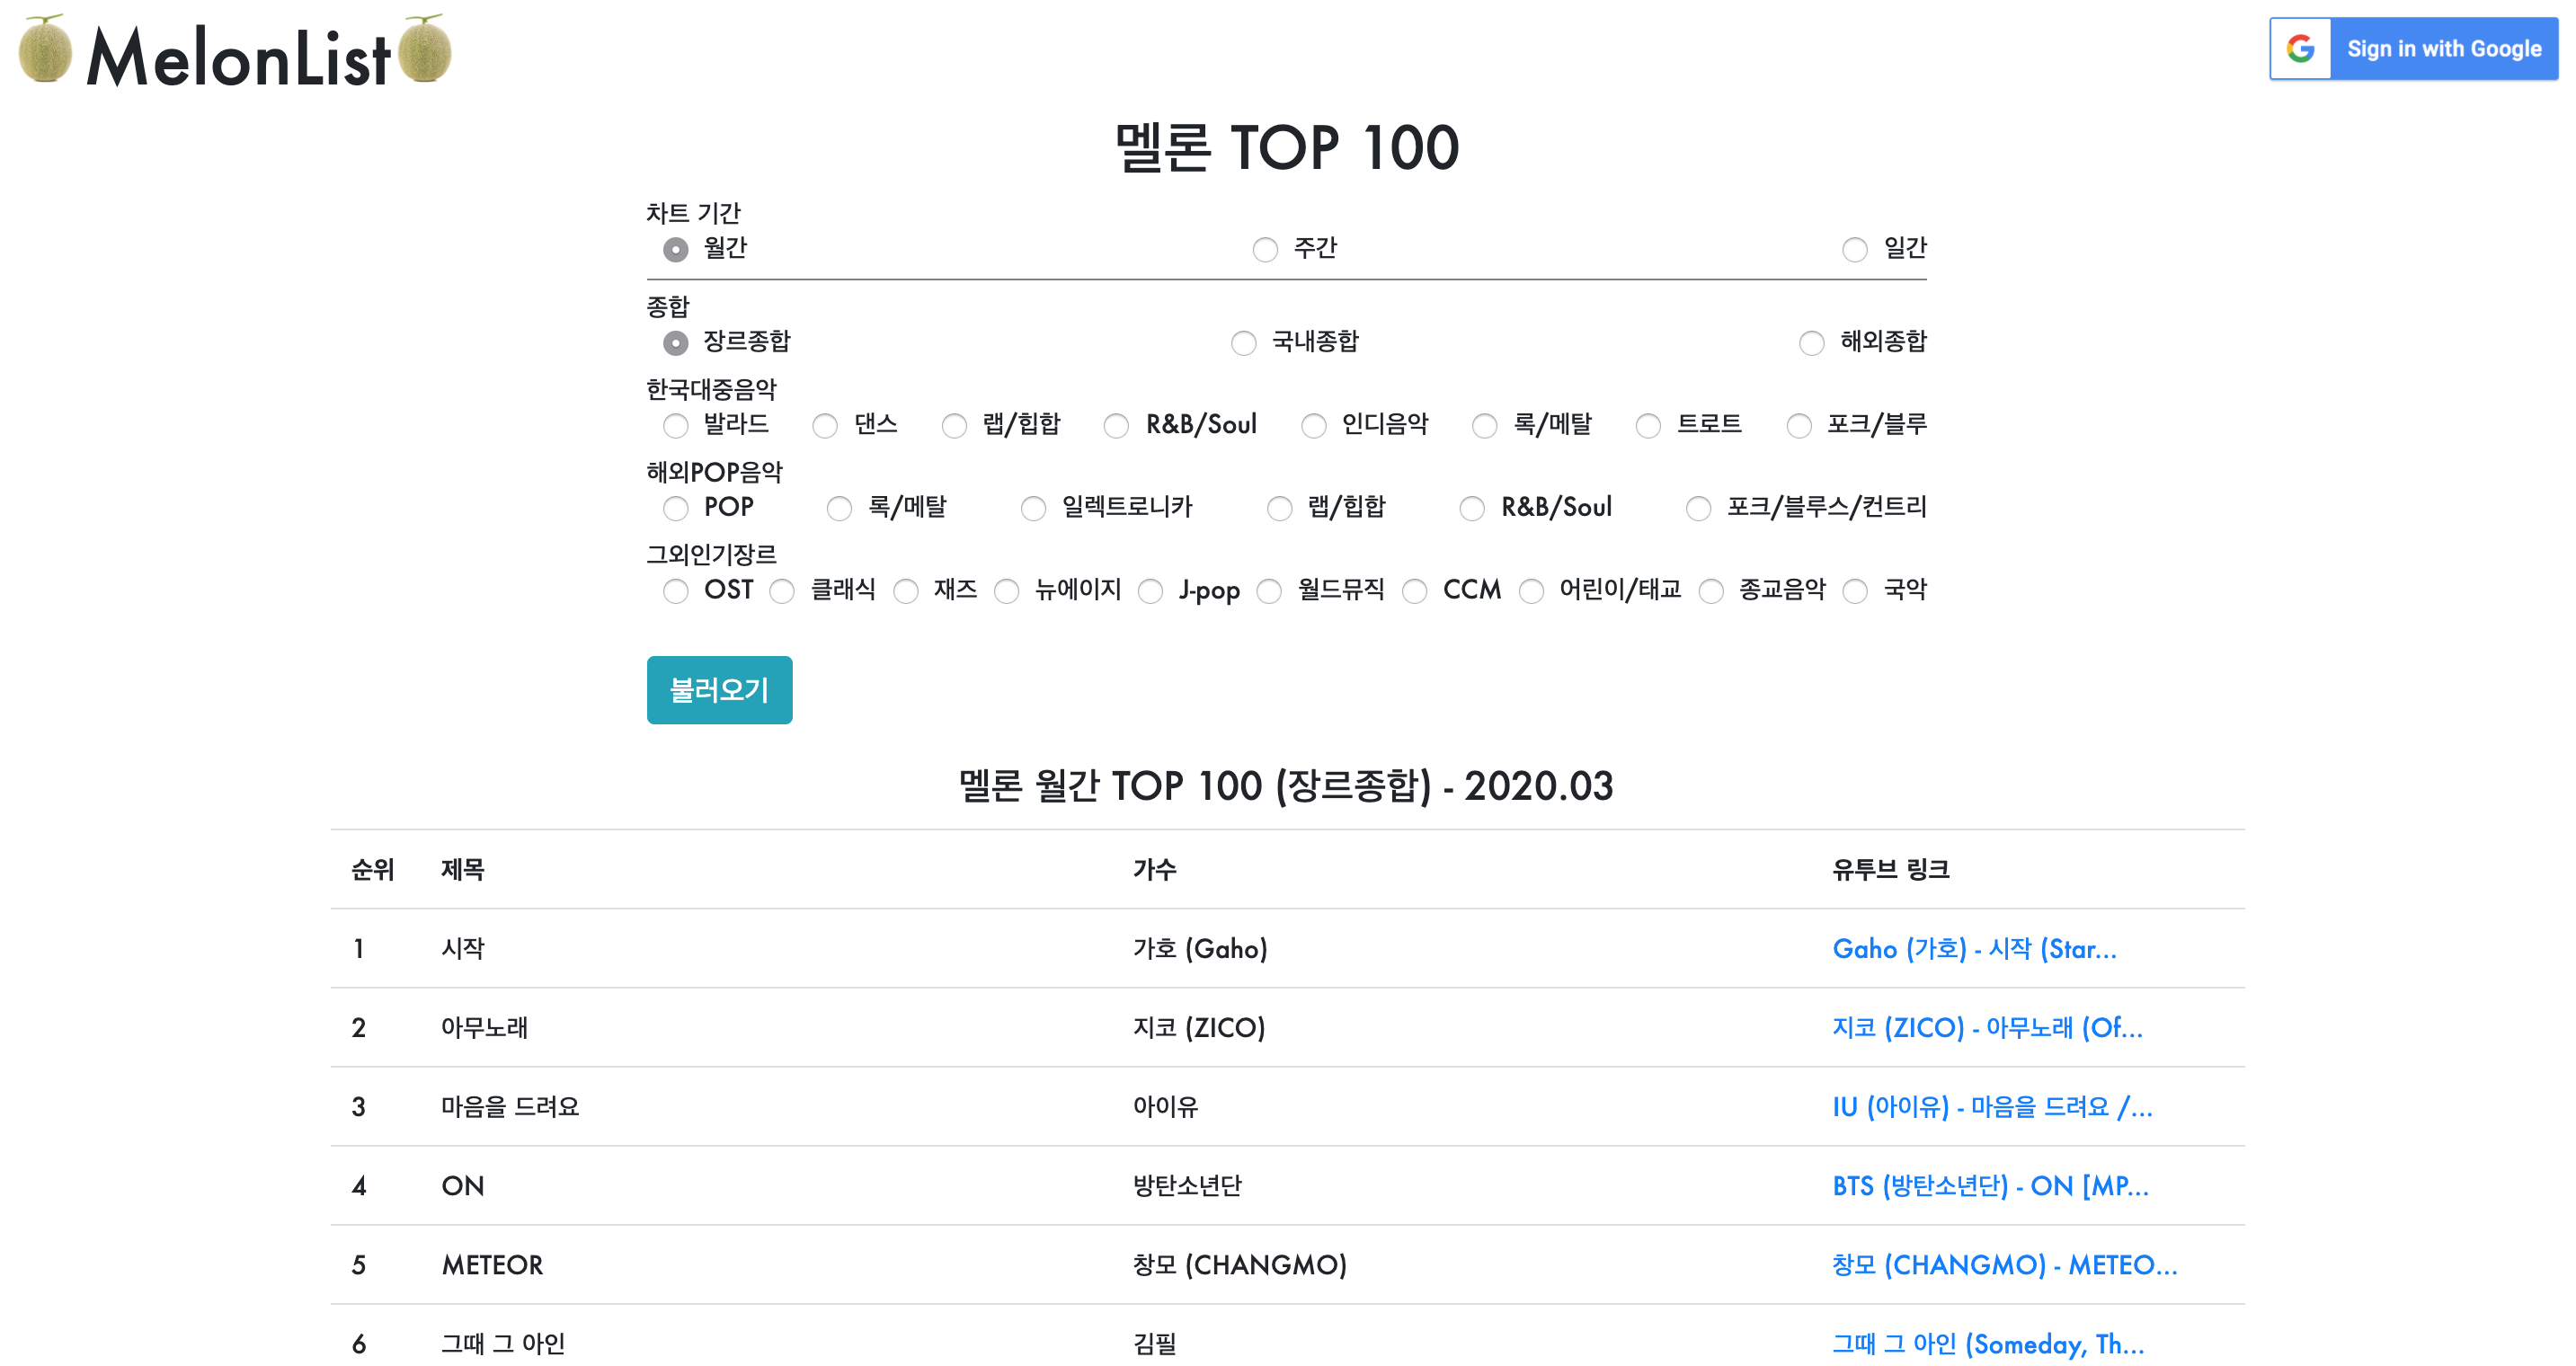 MelonList
Sign in with Google
멜론 TOP 100
차트 기간
월간 주간 일간
종합
장르종합 국내종합 해외종합
한국대중음악
발라드 댄스 랩/힙합 R&B/Soul 인디음악 록/메탈 트로트 포크/블루
해외POP음악
POP 록/메탈 일렉트로니카 랩/힙합 R&B/Soul 포크/블루스/컨트리
그외인기장르
OST 클래식 재즈 뉴에이지 J-pop 월드뮤직 CCM 어린이/태교 종교음악 국악
불러오기
멜론 월간 TOP 100 (장르종합) - 2020.03
순위 제목 가수 유투브 링크
1 시작 가호 (Gaho) Gaho (가호) - 시작 (Star...
2 아무노래 지코 (ZICO) 지코 (ZICO) - 아무노래 (Of...
3 마음을 드려요 아이유 IU (아이유) - 마음을 드려요 /...
4 ON 방탄소년단 BTS (방탄소년단) - ON [MP...
5 METEOR 창모 (CHANGMO) 창모 (CHANGMO) - METEO...
6 그때 그 아인 김필 그때 그 아인 (Someday, Th...